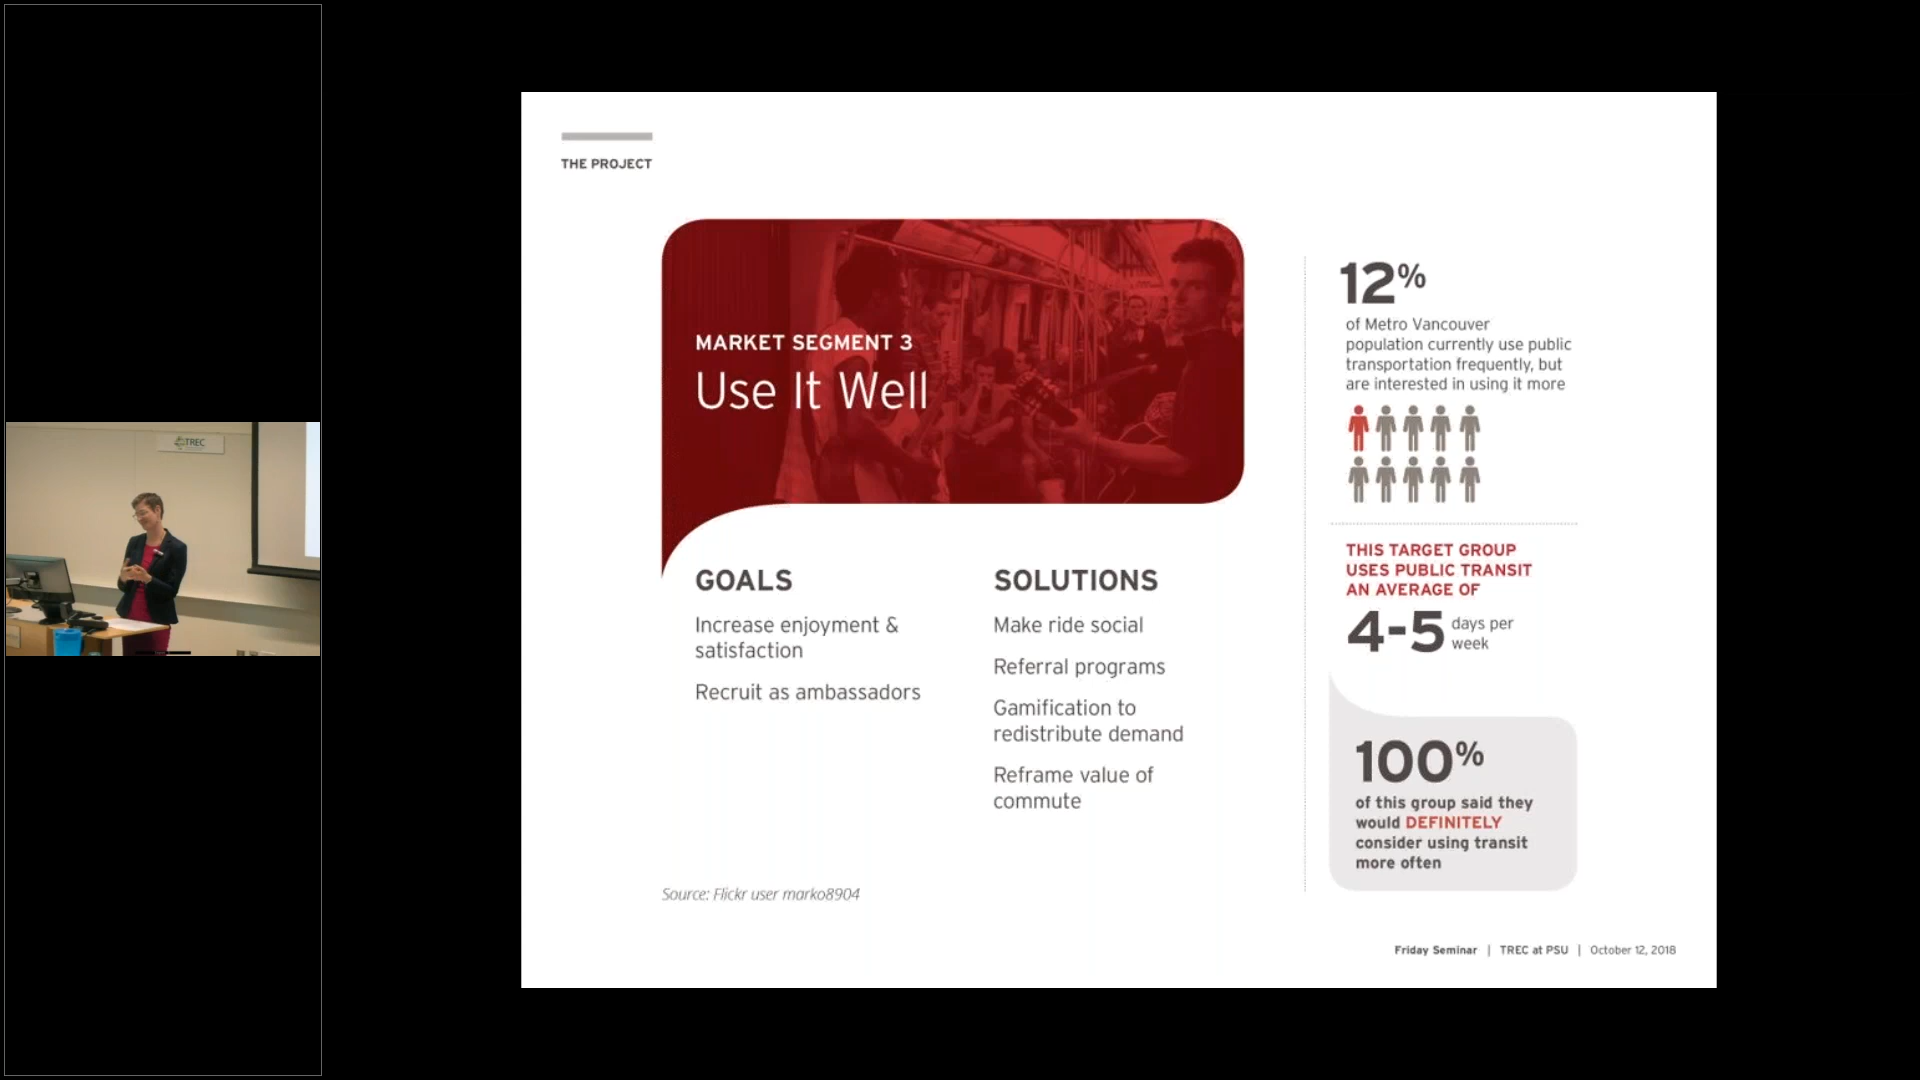 TREC
THE PROJECT
MARKET SEGMENT 3
Use It Well
GOALS
Increase enjoyment &
satisfaction
Recruit as ambassadors
SOLUTIONS
Make ride social
Referral programs
Gamification to
redistribute demand
Reframe value of
commute
Source: Flickr user marko8904
12%
of Metro Vancouver
population currently use public
transportation frequently, but
are interested in using it more
THIS TARGET GROUP
USES PUBLIC TRANSIT
AN AVERAGE OF
4-5 days per
week
100%
of this group said they
would DEFINITELY
consider using transit
more often
Friday Seminar | TREC at PSU | October 12, 2018